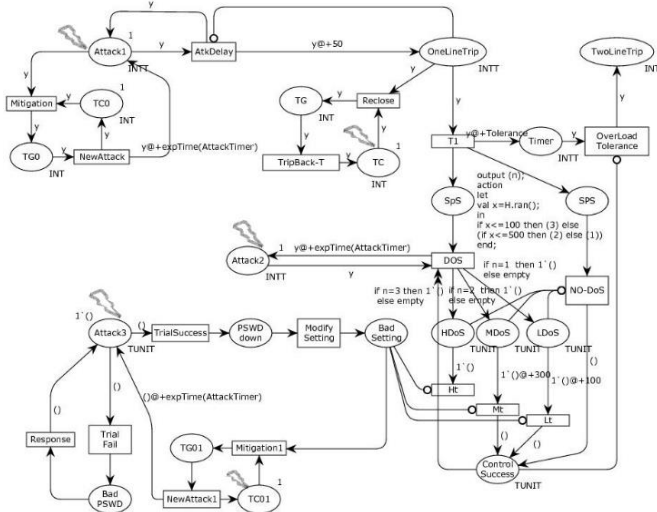 y
y
1
Attack1
y
AtkDelay
y@+50
OneLineTrip
TwoLineTrip
INTT
INTT
INT
y
1
y
y
y
Mitigation
y
TC0
TG
y
Reclose
y
INT
INT
y
y
y
y
T1
y@+Tolerance
Timer
y
OverLoad
Tolerance
TG0
y
NewAttack
y@+expTime(AttackTimer)
TripBack-T
y
TC
1
INTT
INT
INT
SpS
output (n);
action
let
val x=H.ran();
in
if x<=100 then (3) else
(if x<=500 then (2) else (1))
end;
SPS
1
y@+expTime(AttackTimer)
Attack2
y
DOS
INTT
if n=1 then 1`()
else empty
NO-DoS
if n=3 then 1`()
else empty
if n=2 then 1`()
else empty
1`()
Attack3
()
TrialSuccess
PSWD
down
Modify
Setting
Bad
Setting
HDoS
MDoS
LDoS
TUNIT
TUNIT
TUNIT
TUNIT
()
1`()
1`()@+300
1`()@+100
()
()
()@+expTime(AttackTimer)
Ht
Mt
Lt
Response
Trial
Fail
TG01
Mitigation1
()
()
Bad
PSWD
NewAttack1
TC01
1
Control
Success
TUNIT